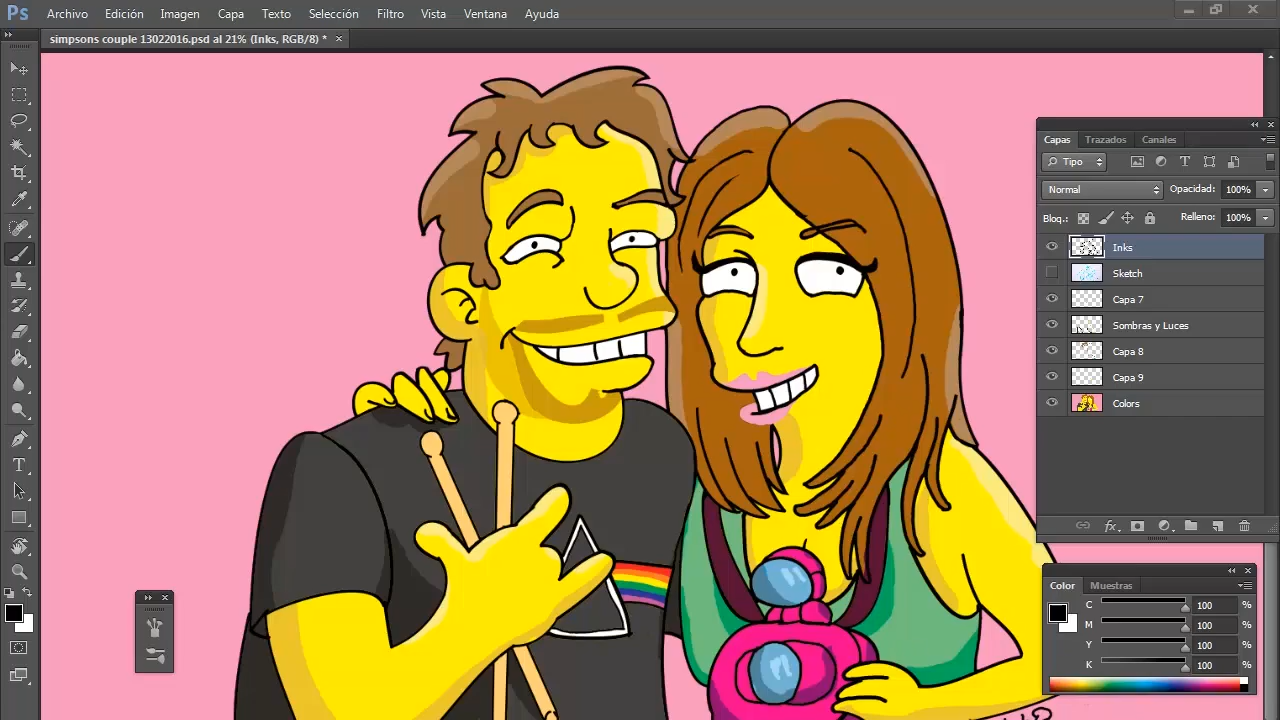 Ps Archivo Edición Imagen Capa Texto Selección Filtro Vista Ventana Ayuda
simpsons couple 13022016.psd al 21% (Inks, RGB/8) *
Capas Trazados Canales
Tipo
Normal Opacidad: 100%
Bloq.: Relleno: 100%
Inks
Sketch
Capa 7
Sombras y Luces
Capa 8
Capa 9
Colors
Color Muestras
C 100 %
M 100 %
Y 100 %
K 100 %